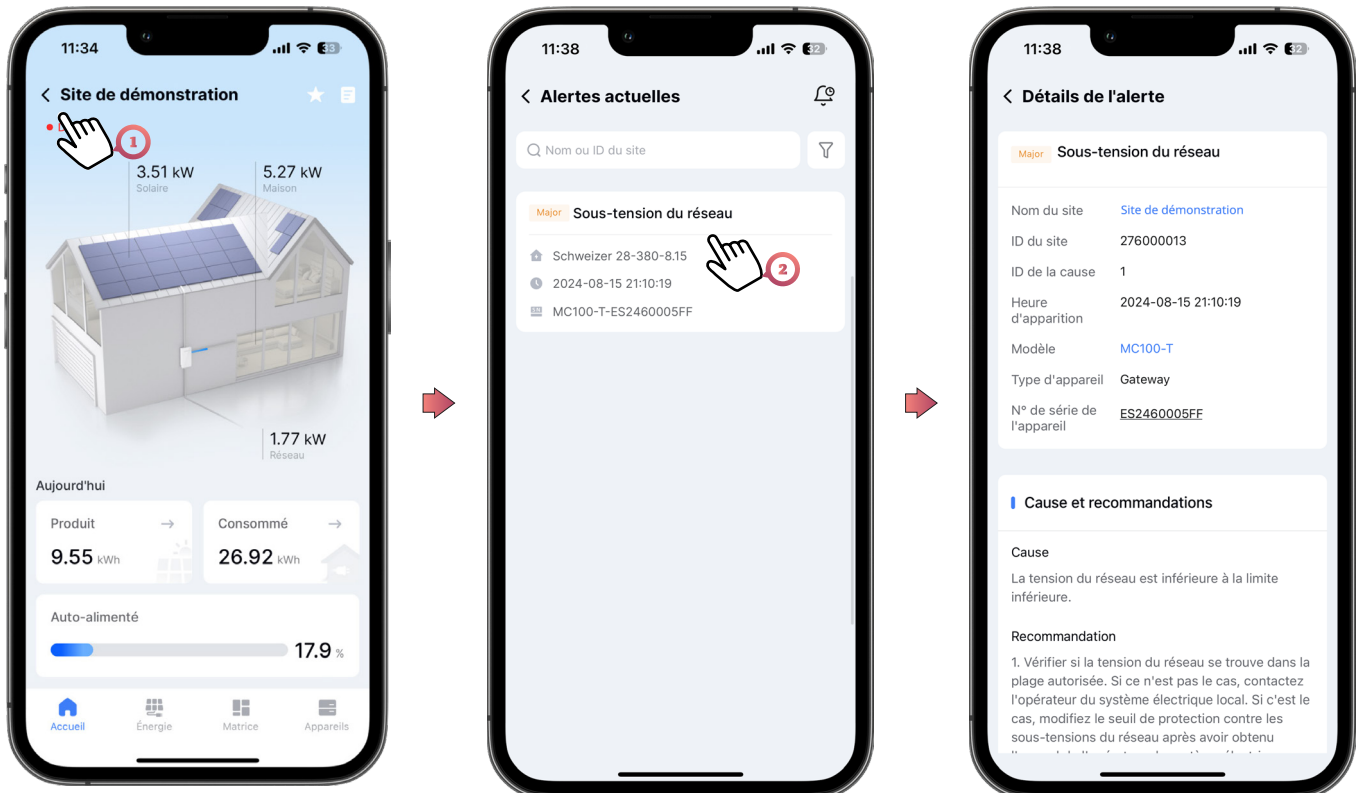 11:34
33
Site de démonstration
1
3.51 kW
Solaire
5.27 kW
Maison
1.77 kW
Réseau
Aujourd'hui
Produit
9.55 kWh
Consommé
26.92 kWh
Auto-alimenté
17.9 %
Accueil
Énergie
Matrice
Appareils
11:38
32
Alertes actuelles
Nom ou ID du site
Major Sous-tension du réseau
Schweizer 28-380-8.15
2
2024-08-15 21:10:19
MC100-T-ES2460005FF
11:38
32
Détails de l'alerte
Major Sous-tension du réseau
Nom du site Site de démonstration
ID du site 276000013
ID de la cause 1
Heure
d'apparition 2024-08-15 21:10:19
Modèle MC100-T
Type d'appareil Gateway
N° de série de
l'appareil ES2460005FF
Cause et recommandations
Cause
La tension du réseau est inférieure à la limite
inférieure.
Recommandation
1. Vérifier si la tension du réseau se trouve dans la
plage autorisée. Si ce n'est pas le cas, contactez
l'opérateur du système électrique local. Si c'est le
cas, modifiez le seuil de protection contre les
sous-tensions du réseau après avoir obtenu